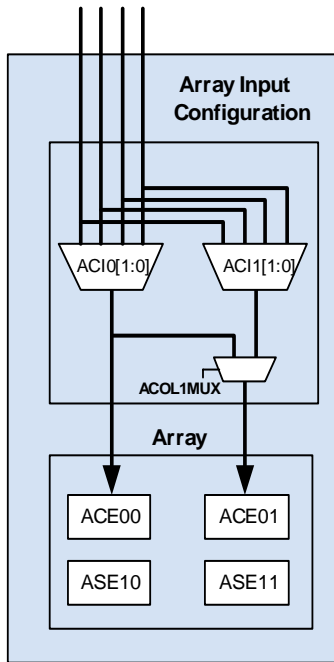 Array Input
Configuration
ACI0[1:0]
ACI1[1:0]
ACOL1MUX
Array
ACE00
ACE01
ASE10
ASE11